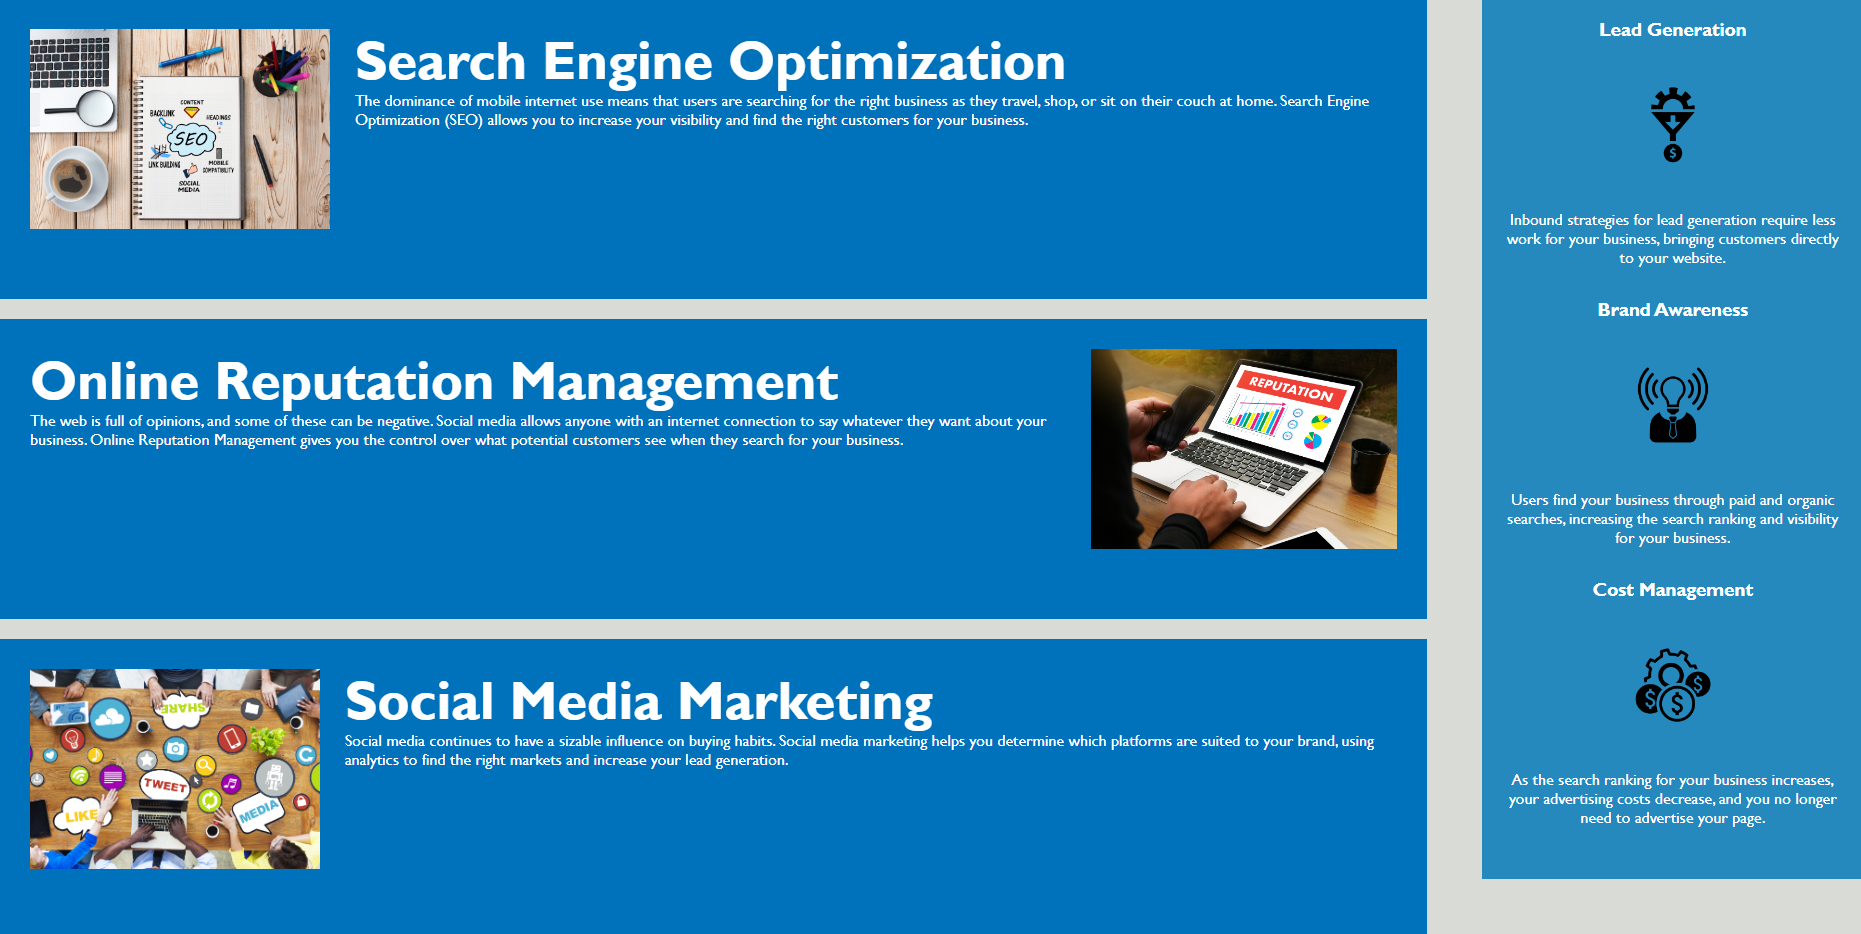 Search Engine Optimization
The dominance of mobile internet use means that users are searching for the right business as they travel, shop, or sit on their couch at home. Search Engine
Optimization (SEO) allows you to increase your visibility and find the right customers for your business.
CONTENT
BACKLINK
HEADINGS
SEO
LINK BUILDING
MOBILE
COMPATIBILITY
SOCIAL
MEDIA
Online Reputation Management
The web is full of opinions, and some of these can be negative. Social media allows anyone with an internet connection to say whatever they want about your
business. Online Reputation Management gives you the control over what potential customers see when they search for your business.
REPUTATION
Social Media Marketing
Social media continues to have a sizable influence on buying habits. Social media marketing helps you determine which platforms are suited to your brand, using
analytics to find the right markets and increase your lead generation.
SHARE
TWEET
LIKE
MEDIA
Lead Generation
$
Inbound strategies for lead generation require less
work for your business, bringing customers directly
to your website.
Brand Awareness
Users find your business through paid and organic
searches, increasing the search ranking and visibility
for your business.
Cost Management
$ $ $
As the search ranking for your business increases,
your advertising costs decrease, and you no longer
need to advertise your page.